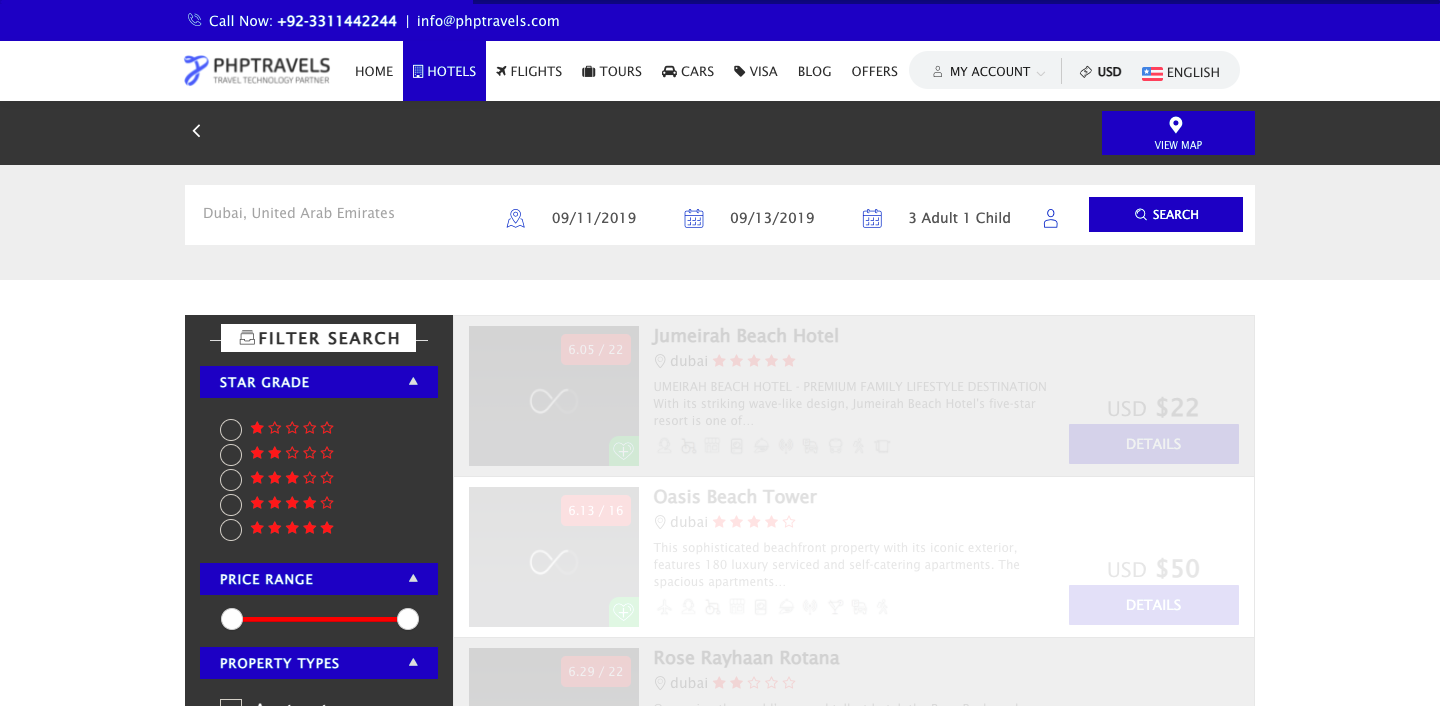 Call Now: +92-3311442244 | info@phptravels.com
PHPTRAVELS
TRAVEL TECHNOLOGY PARTNER
HOME HOTELS FLIGHTS TOURS CARS VISA BLOG OFFERS MY ACCOUNT USD ENGLISH
VIEW MAP
Dubai, United Arab Emirates 09/11/2019 09/13/2019 3 Adult 1 Child SEARCH
FILTER SEARCH
STAR GRADE
PRICE RANGE
PROPERTY TYPES
6.05 / 22
Jumeirah Beach Hotel
dubai
UMEIRAH BEACH HOTEL - PREMIUM FAMILY LIFESTYLE DESTINATION
With its striking wave-like design, Jumeirah Beach Hotel's five-star
resort is one of...
USD $22
DETAILS
6.13 / 16
Oasis Beach Tower
dubai
This sophisticated beachfront property with its iconic exterior,
features 180 luxury serviced and self-catering apartments. The
spacious apartments...
USD $50
DETAILS
6.29 / 22
Rose Rayhaan Rotana
dubai